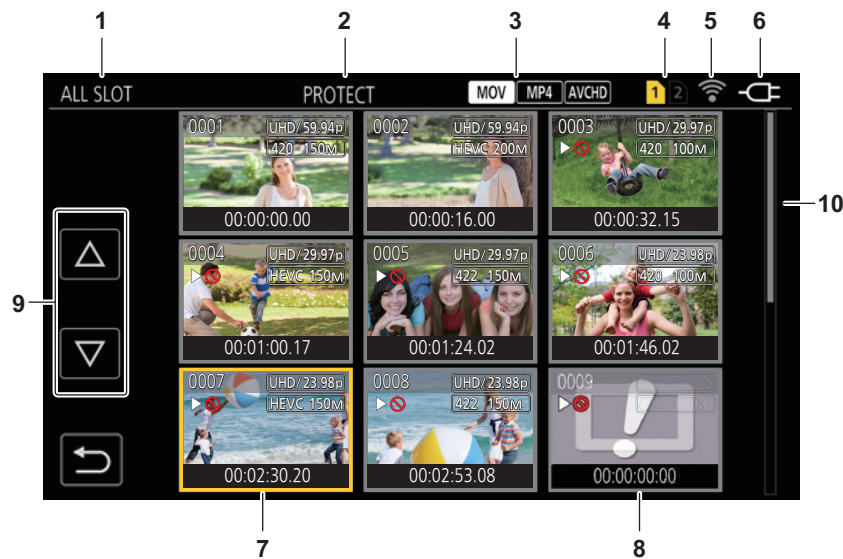 1 2 3 4 5 6
ALL SLOT PROTECT MOV MP4 AVCHD 1 2
0001 UHD/59.94p
420 150M
00:00:00.00
0002 UHD/59.94p
HEVC 200M
00:00:16.00
0003 UHD/29.97p
420 100M
00:00:32.15
10
0004 UHD/29.97p
HEVC 150M
00:01:00.17
0005 UHD/29.97p
422 150M
00:01:24.02
0006 UHD/23.98p
420 100M
00:01:46.02
9
0007 UHD/23.98p
HEVC 150M
00:02:30.20
0008 UHD/23.98p
422 150M
00:02:53.08
0009
00:00:00:00
7 8